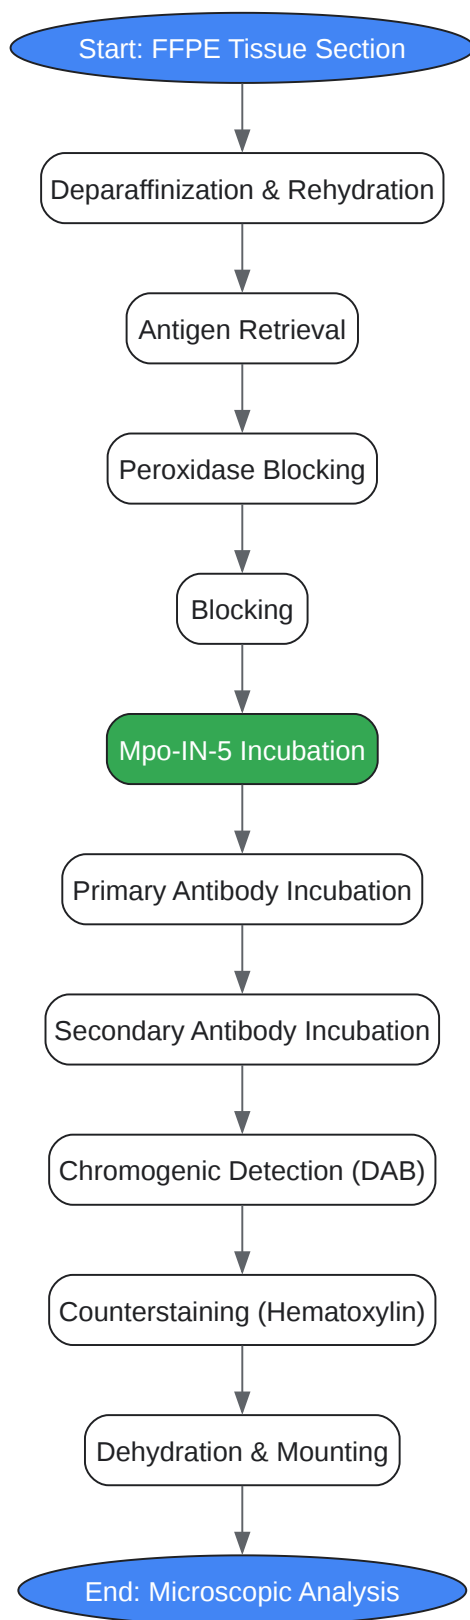 Start: FFPE Tissue Section
Deparaffinization & Rehydration
Antigen Retrieval
Peroxidase Blocking
Blocking
Mpo-IN-5 Incubation
Primary Antibody Incubation
Secondary Antibody Incubation
Chromogenic Detection (DAB)
Counterstaining (Hematoxylin)
Dehydration & Mounting
End: Microscopic Analysis